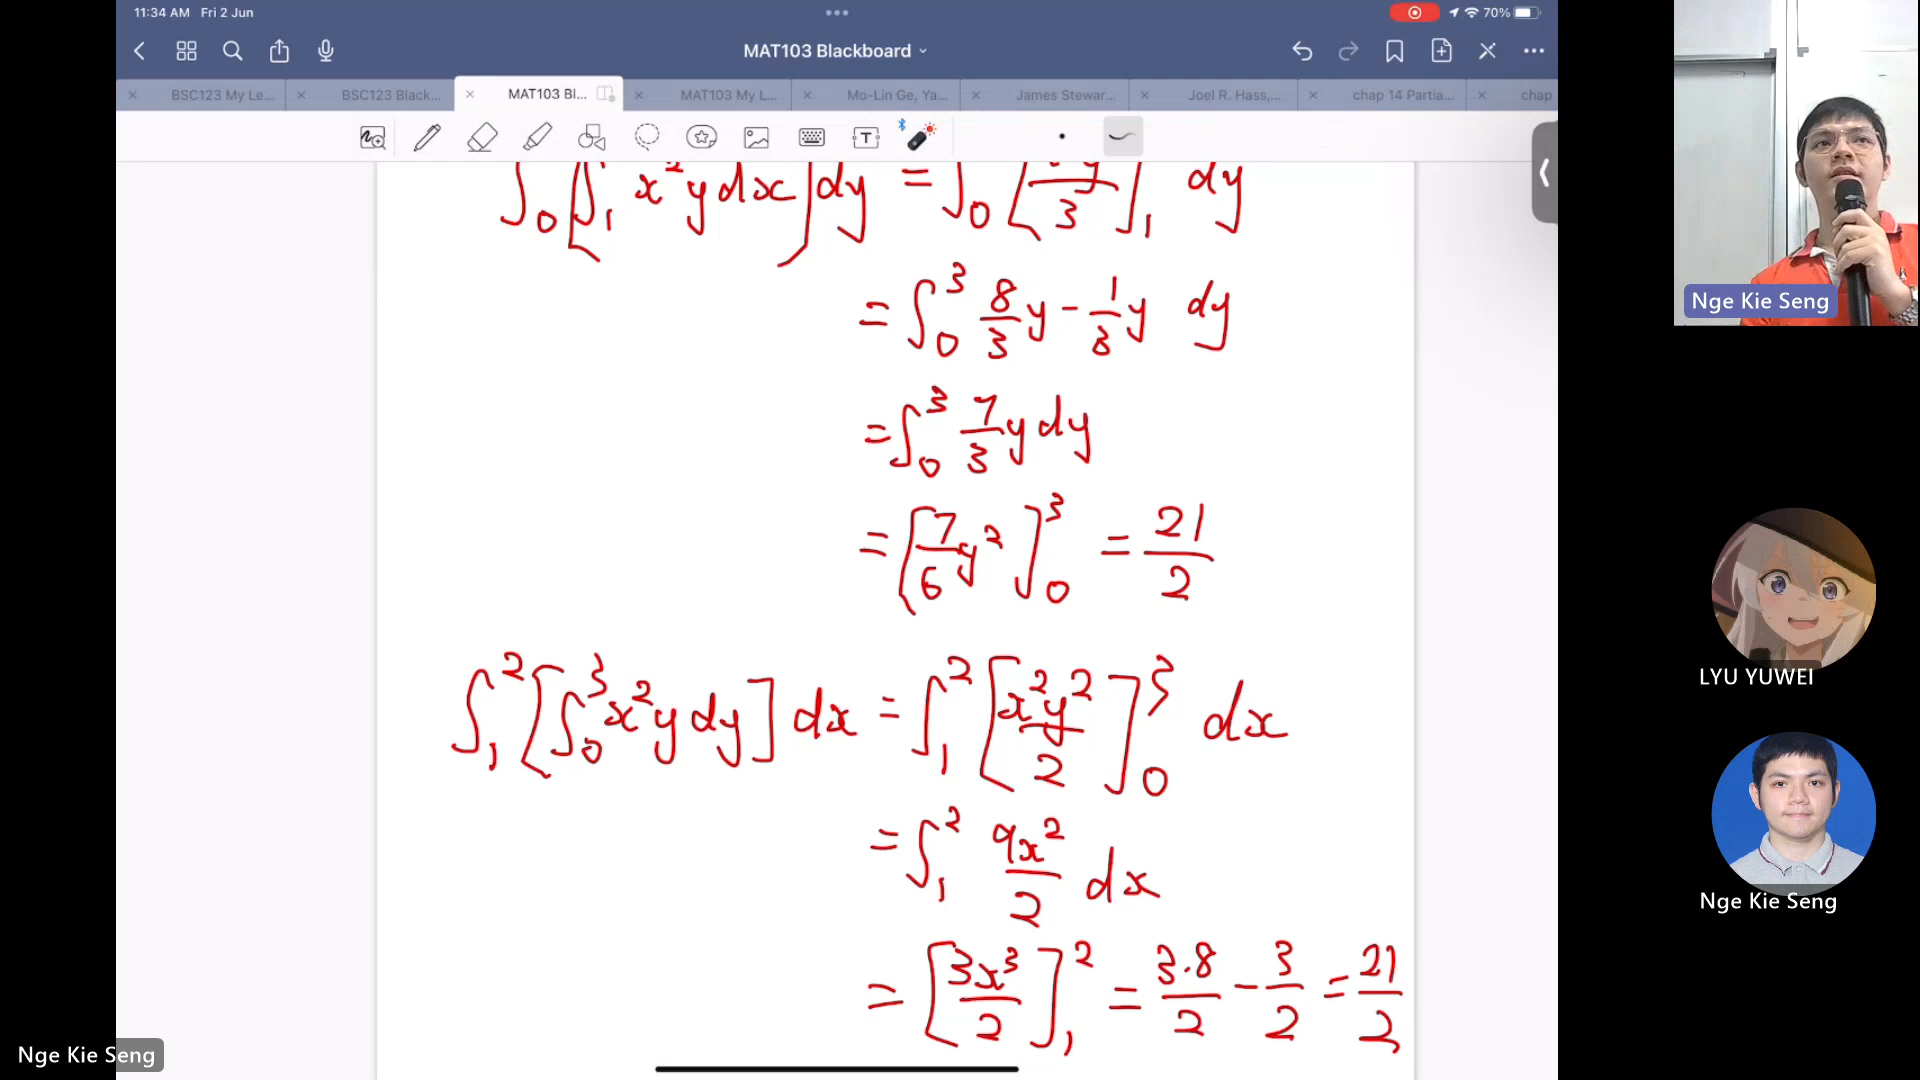 11:34 AM Fri 2 Jun
70%
MAT103 Blackboard
BSC123 My Le...
BSC123 Black...
MAT103 Bl...
MAT103 My L...
Mo-Lin Ge, Ya...
James Stewar...
Joel R. Hass,...
chap 14 Partia...
chap
T
∫₀ [∫₁ x²y dx] dy = ∫₀ [ /3]₁ dy
= ∫₀³ 8/3 y - 1/3 y dy
= ∫₀³ 7/3 y dy
= [7/6 y²]₀³ = 21/2
∫₁² [∫₀³ x²y dy] dx = ∫₁² [x²y²/2]₀³ dx
= ∫₁² 9x²/2 dx
= [3x³/2]₁² = 3·8/2 - 3/2 = 21/2
Nge Kie Seng
LYU YUWEI
Nge Kie Seng
Nge Kie Seng